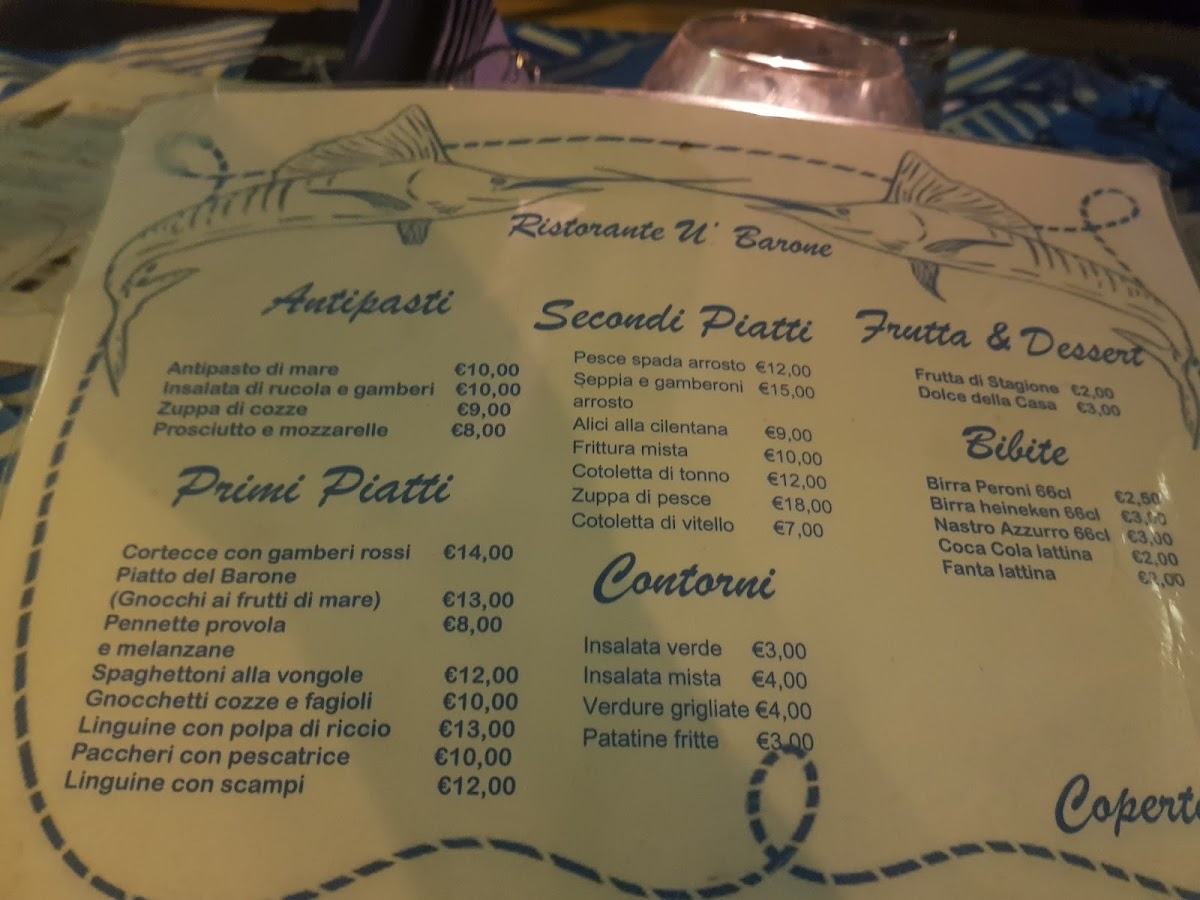 Ristorante U' Barone
Antipasti
Antipasto di mare €10,00
Insalata di rucola e gamberi €10,00
Zuppa di cozze €9,00
Prosciutto e mozzarelle €8,00
Primi Piatti
Cortecce con gamberi rossi €14,00
Piatto del Barone
(Gnocchi ai frutti di mare) €13,00
Pennette provola €8,00
e melanzane
Spaghettoni alla vongole €12,00
Gnocchetti cozze e fagioli €10,00
Linguine con polpa di riccio €13,00
Paccheri con pescatrice €10,00
Linguine con scampi €12,00
Secondi Piatti
Pesce spada arrosto €12,00
Seppia e gamberoni €15,00
arrosto
Alici alla cilentana €9,00
Frittura mista €10,00
Cotoletta di tonno €12,00
Zuppa di pesce €18,00
Cotoletta di vitello €7,00
Contorni
Insalata verde €3,00
Insalata mista €4,00
Verdure grigliate €4,00
Patatine fritte €3,00
Frutta & Dessert
Frutta di Stagione €2,00
Dolce della Casa €3,00
Bibite
Birra Peroni 66cl €2,50
Birra heineken 66cl €3,00
Nastro Azzurro 66cl €3,00
Coca Cola lattina €2,00
Fanta lattina
Coperto